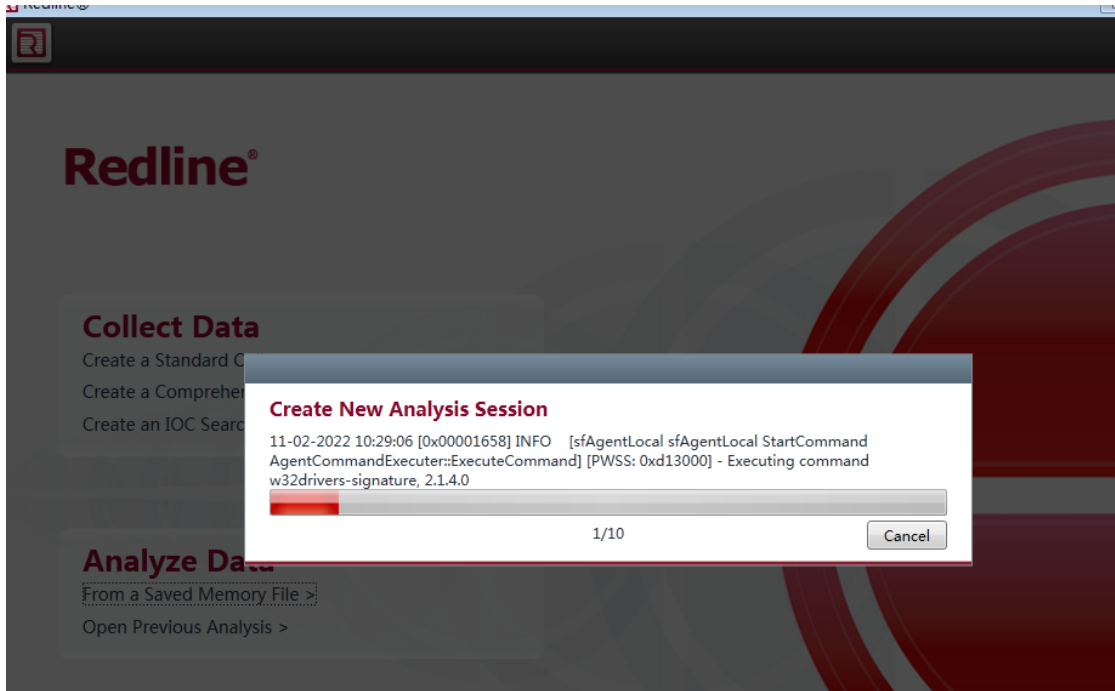 Redline®
Redline®
Collect Data
Create a Standard C
Create a Comprehe
Create an IOC Searc
Create New Analysis Session
11-02-2022 10:29:06 [0x00001658] INFO [sfAgentLocal sfAgentLocal StartCommand
AgentCommandExecuter::ExecuteCommand] [PWSS: 0xd13000] - Executing command
w32drivers-signature, 2.1.4.0
1/10
Cancel
Analyze Data
From a Saved Memory File >
Open Previous Analysis >